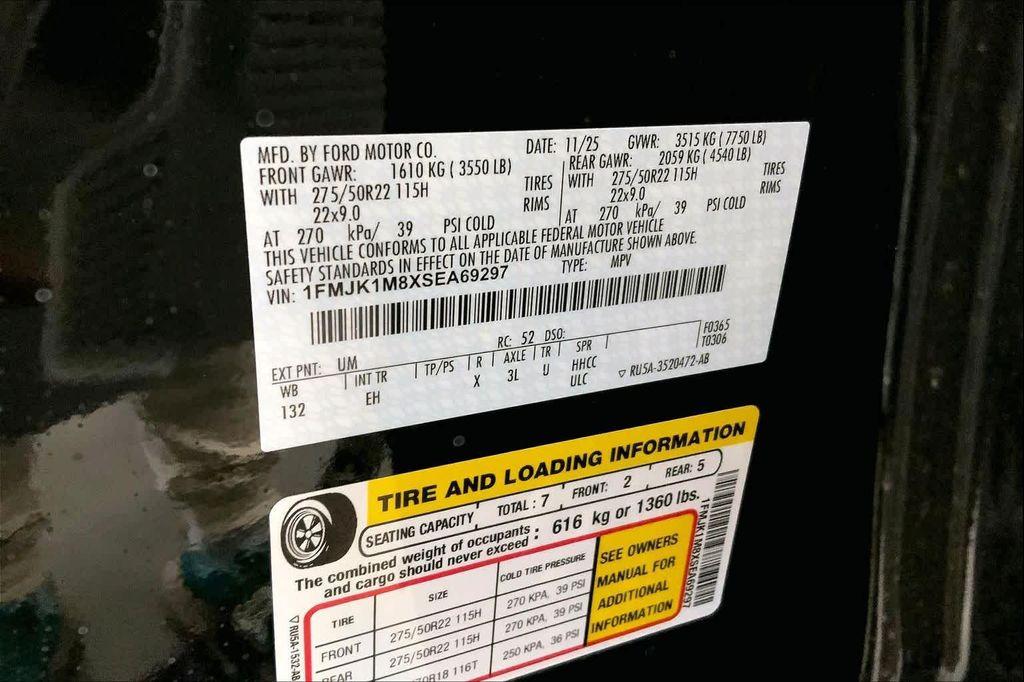 MFD. BY FORD MOTOR CO. DATE: 11/25 GVWR: 3515 KG ( 7750 LB)
FRONT GAWR: 1610 KG ( 3550 LB) REAR GAWR: 2059 KG ( 4540 LB)
WITH 275/50R22 115H TIRES WITH 275/50R22 115H TIRES
22x9.0 RIMS 22x9.0 RIMS
AT 270 kPa/ 39 PSI COLD AT 270 kPa/ 39 PSI COLD
THIS VEHICLE CONFORMS TO ALL APPLICABLE FEDERAL MOTOR VEHICLE
SAFETY STANDARDS IN EFFECT ON THE DATE OF MANUFACTURE SHOWN ABOVE.
VIN: 1FMJK1M8XSEA69297 TYPE: MPV
EXT PNT: UM RC: 52 DSO: F0365
WB INT TR TP/PS R AXLE TR SPR T0306
132 EH X 3L U HHCC
ULC ▽ RU5A-3520472-AB
TIRE AND LOADING INFORMATION
SEATING CAPACITY TOTAL : 7 FRONT: 2 REAR: 5
The combined weight of occupants
and cargo should never exceed : 616 kg or 1360 lbs.
TIRE SIZE COLD TIRE PRESSURE
FRONT 275/50R22 115H 270 KPA, 39 PSI
REAR 275/50R22 115H 270 KPA, 39 PSI
70R18 116T 250 KPA, 36 PSI
SEE OWNERS
MANUAL FOR
ADDITIONAL
INFORMATION
1FMJK1M8XSEA69297
▽ RU5A-1532-AB